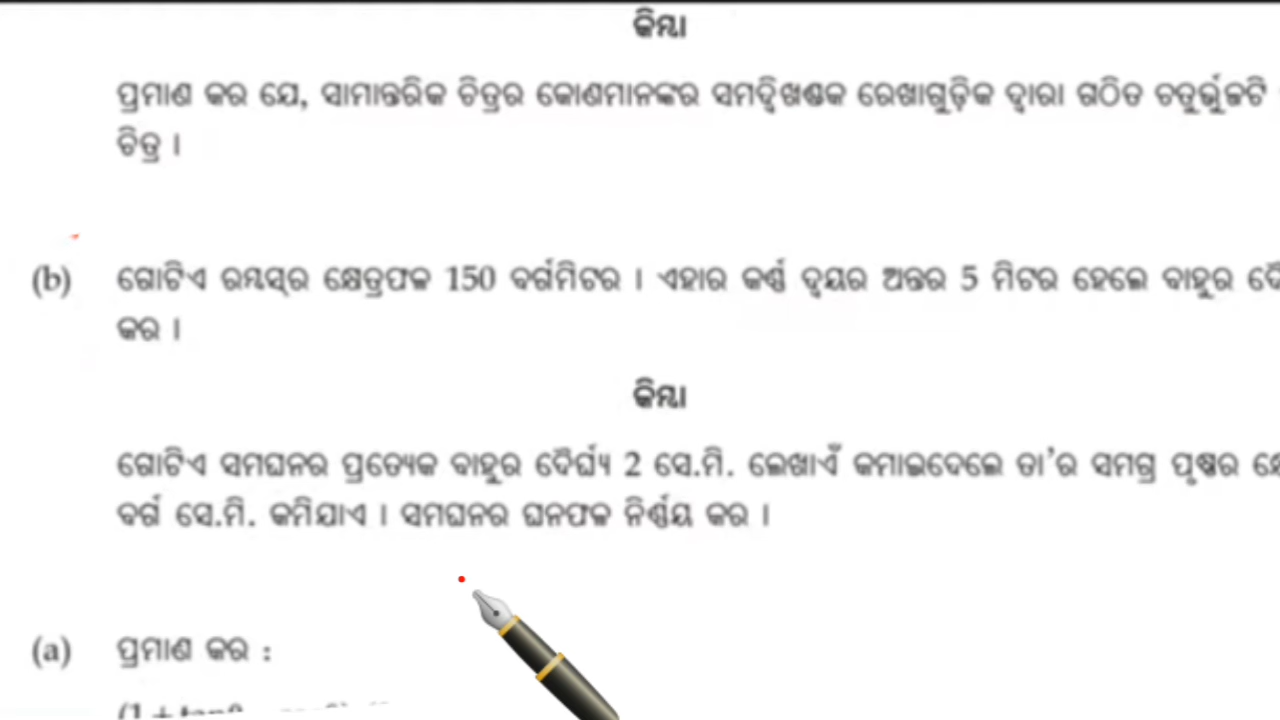 କିମ୍ବା
ପ୍ରମାଣ କର ଯେ, ସାମାନ୍ତରିକ ଚିତ୍ରର କୋଣମାନଙ୍କର ସମଦ୍ୱିଖଣ୍ଡକ ରେଖାଗୁଡ଼ିକ ଦ୍ୱାରା ଗଠିତ ଚତୁର୍ଭୁଜଟି
ଚିତ୍ର ।
(b) ଗୋଟିଏ ରମ୍ବସ୍‌ର କ୍ଷେତ୍ରଫଳ 150 ବର୍ଗମିଟର । ଏହାର କର୍ଣ୍ଣ ଦ୍ୱୟର ଅନ୍ତର 5 ମିଟର ହେଲେ ବାହୁର
କର ।
କିମ୍ବା
ଗୋଟିଏ ସମଘନର ପ୍ରତ୍ୟେକ ବାହୁର ଦୈର୍ଘ୍ୟ 2 ସେ.ମି. ଲେଖାଏଁ କମାଇଦେଲେ ତା'ର ସମଗ୍ର ପୃଷ୍ଠର
ବର୍ଗ ସେ.ମି. କମିଯାଏ । ସମଘନର ଘନଫଳ ନିର୍ଣ୍ଣୟ କର ।
(a) ପ୍ରମାଣ କର :